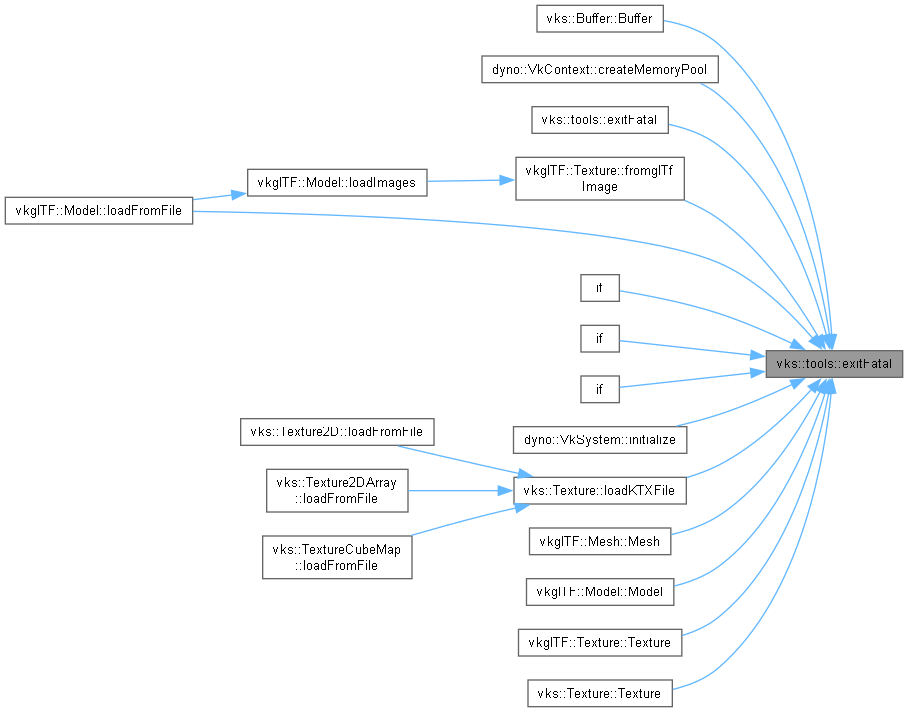 vks::Buffer::Buffer
dyno::VkContext::createMemoryPool
vks::tools::exitFatal
vkglTF::Texture::fromglTf
Image
vkglTF::Model::loadImages
vkglTF::Model::loadFromFile
if
if
vks::tools::exitFatal
if
vks::Texture2D::loadFromFile
dyno::VkSystem::initialize
vks::Texture2DArray
::loadFromFile
vks::Texture::loadKTXFile
vkglTF::Mesh::Mesh
vks::TextureCubeMap
::loadFromFile
vkglTF::Model::Model
vkglTF::Texture::Texture
vks::Texture::Texture